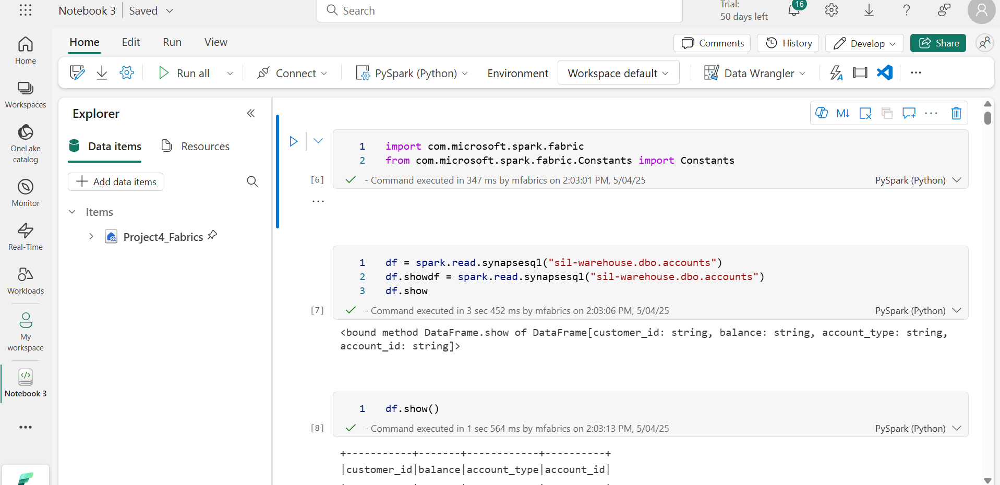 Notebook 3 | Saved
Search
Trial:
50 days left
16
Home Edit Run View
Comments History Develop Share
Run all Connect PySpark (Python) Environment Workspace default Data Wrangler ...
Home
Workspaces
OneLake
catalog
Monitor
Real-Time
Workloads
My
workspace
Notebook 3
Explorer
Data items Resources
Add data items
Items
Project4_Fabrics
M↓
1 import com.microsoft.spark.fabric
2 from com.microsoft.spark.fabric.Constants import Constants
[6] - Command executed in 347 ms by mfabrics on 2:03:01 PM, 5/04/25 PySpark (Python)
...
1 df = spark.read.synapsesql("sil-warehouse.dbo.accounts")
2 df.showdf = spark.read.synapsesql("sil-warehouse.dbo.accounts")
3 df.show
[7] - Command executed in 3 sec 452 ms by mfabrics on 2:03:06 PM, 5/04/25 PySpark (Python)
<bound method DataFrame.show of DataFrame[customer_id: string, balance: string, account_type: string,
account_id: string]>
1 df.show()
[8] - Command executed in 1 sec 564 ms by mfabrics on 2:03:13 PM, 5/04/25 PySpark (Python)
+-----------+-------+------------+----------+
|customer_id|balance|account_type|account_id|